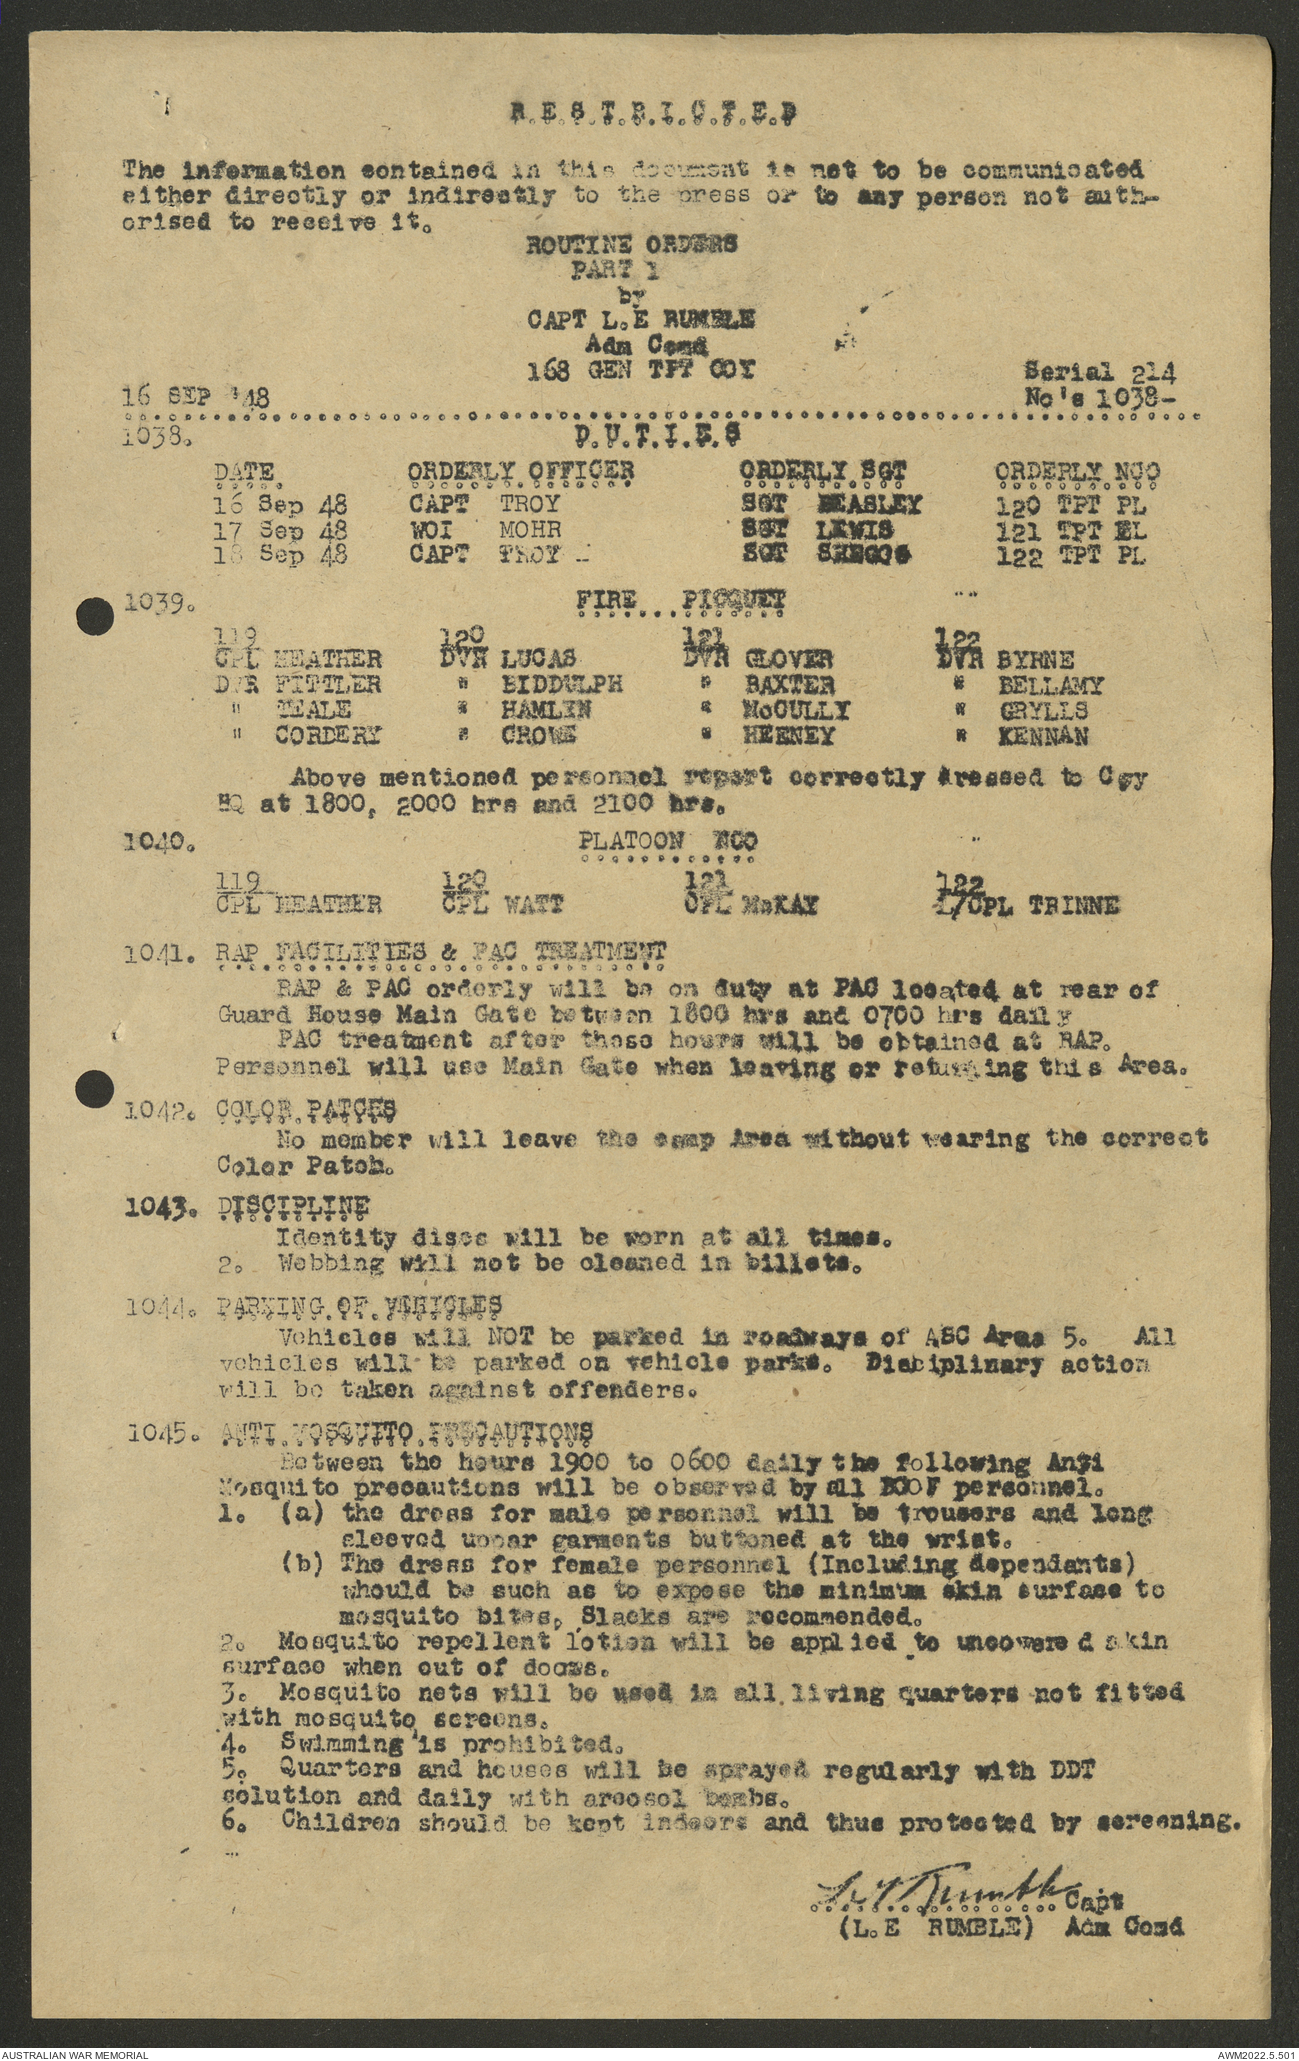 R.E.S.T.R.I.C.T.E.D
The information contained in this document is not to be communicated
either directly or indirectly to the press or to any person not auth-
orised to receive it.
ROUTINE ORDERS
PART 1
by
CAPT L.E RUMBLE
Adm Comd
168 GEN TPT COY
Serial 214
16 SEP '48 No's 1038-
1038. D.U.T.I.E.S
DATE ORDERLY OFFICER ORDERLY SGT ORDERLY NCO
16 Sep 48 CAPT TROY SGT BEASLEY 120 TPT PL
17 Sep 48 WOI MOHR SGT LEWIS 121 TPT PL
18 Sep 48 CAPT TROY SGT 122 TPT PL
1039. FIRE PICQUET
119 120 121 122
CPL HEATHER DVR LUCAS DVR GLOVER DVR BYRNE
DVR FITTLER " BIDDULPH " BAXTER " BELLAMY
" TEALE " HAMLYN " McCULLY " GRYLLS
" CORDERY " CROWE " HEENEY " KENNAN
Above mentioned personnel report correctly dressed to Coy
HQ at 1800, 2000 hrs and 2100 hrs.
1040. PLATOON NCO
119 120 121 122
CPL HEATHER CPL WATT CPL McKAY L/CPL TRINNE
1041. RAP FACILITIES & PAC TREATMENT
RAP & PAC orderly will be on duty at PAC located at rear of
Guard House Main Gate between 1800 hrs and 0700 hrs daily
PAC treatment after those hours will be obtained at RAP.
Personnel will use Main Gate when leaving or returning this Area.
1042. COLOR PATCES
No member will leave the camp Area without wearing the correct
Color Patch.
1043. DISCIPLINE
Identity discs will be worn at all times.
2. Webbing will not be cleaned in billets.
1044. PARKING OF VEHICLES
Vehicles will NOT be parked in roadways of ASC Area 5. All
vehicles will be parked on vehicle parks. Disciplinary action
will be taken against offenders.
1045. ANTI MOSQUITO PRECAUTIONS
Between the hours 1900 to 0600 daily the following Anti
Mosquito precautions will be observed by all BCOF personnel.
1. (a) the dress for male personnel will be trousers and long
sleeved upper garments buttoned at the wrist.
(b) The dress for female personnel (Including dependants)
whould be such as to expose the minimum skin surface to
mosquito bites, Slacks are recommended.
2. Mosquito repellent lotion will be applied to uncovered skin
surface when out of doors.
3. Mosquito nets will be used in all living quarters not fitted
with mosquito screens.
4. Swimming is prohibited.
5. Quarters and houses will be sprayed regularly with DDT
solution and daily with areosol bombs.
6. Children should be kept indoors and thus protected by screening.
Capt
(L.E RUMBLE) Adm Comd
AUSTRALIAN WAR MEMORIAL AWM2022.5.501